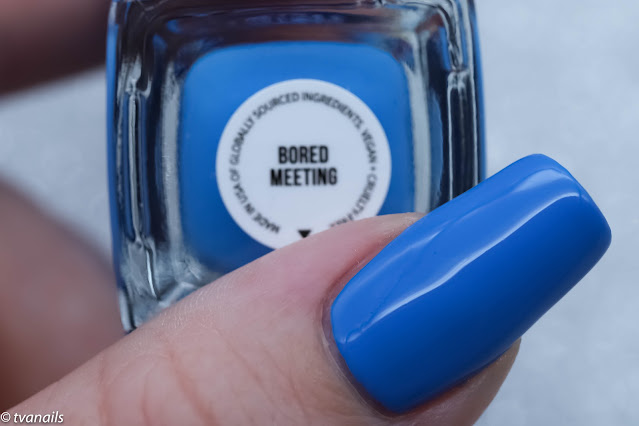 MADE IN USA OF GLOBALLY SOURCED INGREDIENTS. VEGAN + CRUELTY-FREE
BORED
MEETING
© tvanails